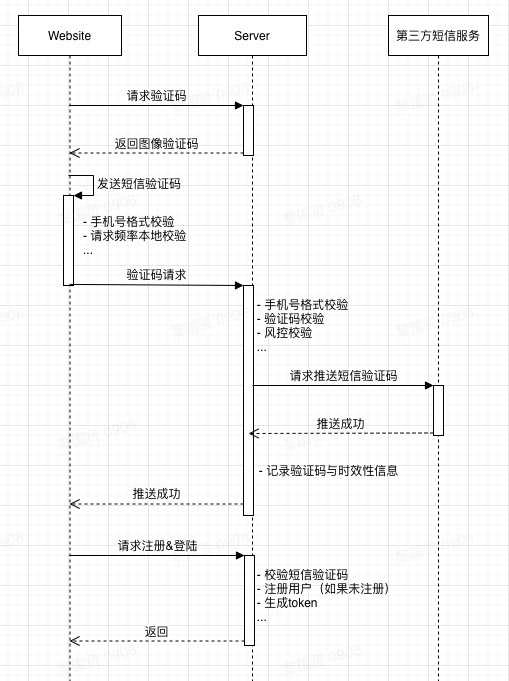 Website
Server
第三方短信服务
请求验证码
返回图像验证码
发送短信验证码
- 手机号格式校验
- 请求频率本地校验
...
验证码请求
- 手机号格式校验
- 验证码校验
- 风控校验
...
请求推送短信验证码
推送成功
- 记录验证码与时效性信息
推送成功
请求注册&登陆
- 校验短信验证码
- 注册用户（如果未注册）
- 生成token
...
返回